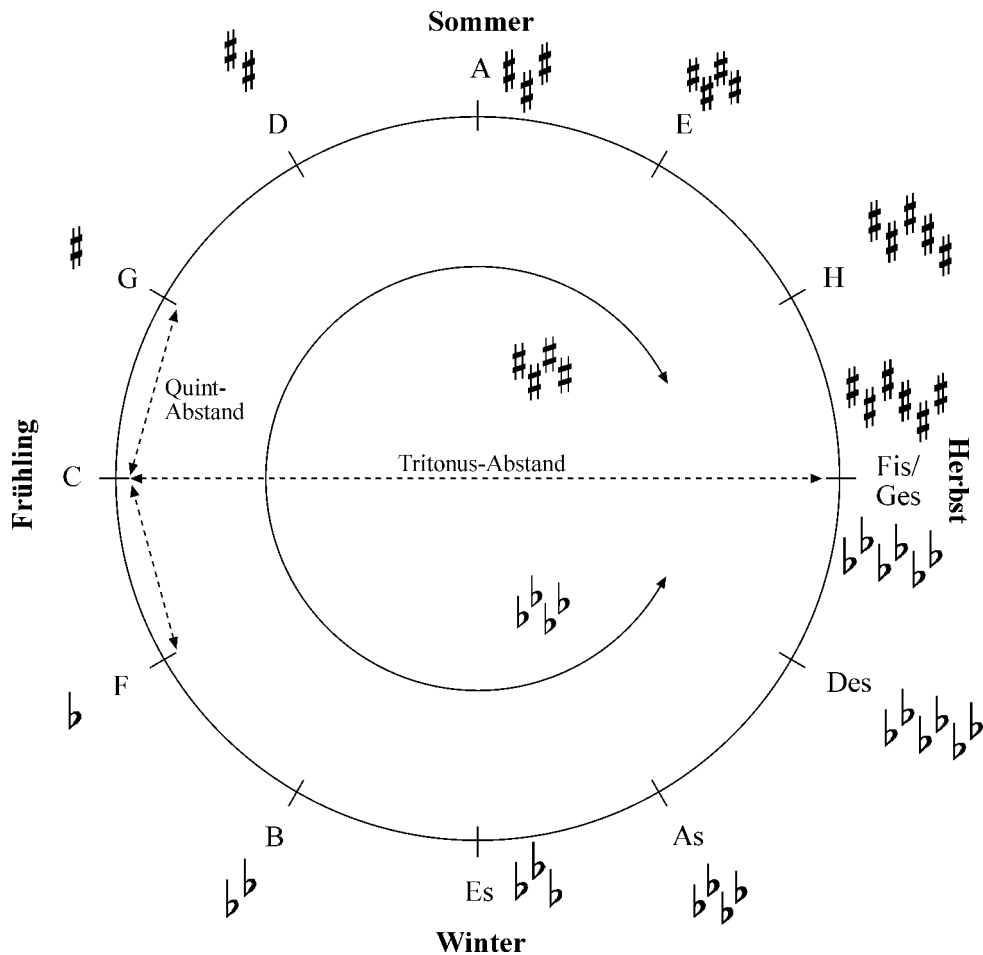 Sommer
A
D
E
G
H
Quint-
Abstand
Frühling
C
Tritonus-Abstand
Fis/
Ges
Herbst
F
Des
B
As
Es
Winter